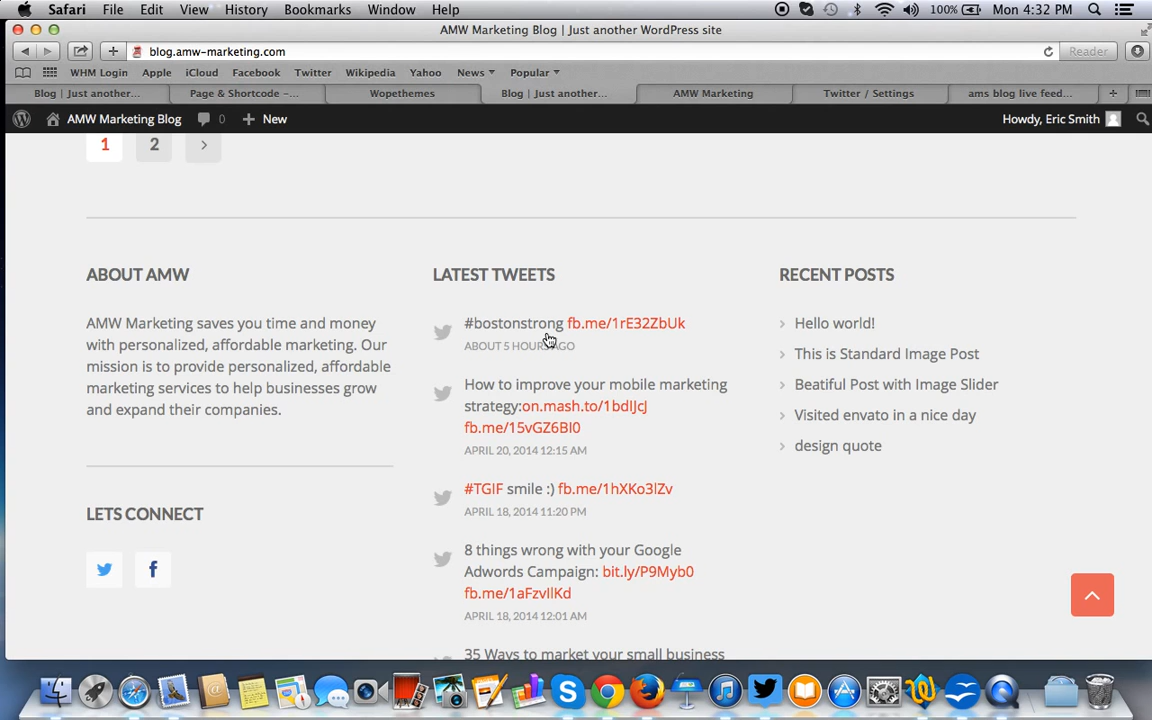 Safari File Edit View History Bookmarks Window Help 100% Mon 4:32 PM
AMW Marketing Blog | Just another WordPress site
blog.amw-marketing.com Reader
WHM Login Apple iCloud Facebook Twitter Wikipedia Yahoo News Popular
Blog | Just another... Page & Shortcode –... Wopethemes Blog | Just another... AMW Marketing Twitter / Settings ams blog live feed...
AMW Marketing Blog 0 + New Howdy, Eric Smith
1 2 >
ABOUT AMW
AMW Marketing saves you time and money
with personalized, affordable marketing. Our
mission is to provide personalized, affordable
marketing services to help businesses grow
and expand their companies.
LETS CONNECT
LATEST TWEETS
#bostonstrong fb.me/1rE32ZbUk
ABOUT 5 HOURS AGO
How to improve your mobile marketing
strategy:on.mash.to/1bdIJcJ
fb.me/15vGZ6BI0
APRIL 20, 2014 12:15 AM
#TGIF smile :) fb.me/1hXKo3lZv
APRIL 18, 2014 11:20 PM
8 things wrong with your Google
Adwords Campaign: bit.ly/P9Myb0
fb.me/1aFzvIlKd
APRIL 18, 2014 12:01 AM
35 Ways to market your small business
RECENT POSTS
Hello world!
This is Standard Image Post
Beatiful Post with Image Slider
Visited envato in a nice day
design quote